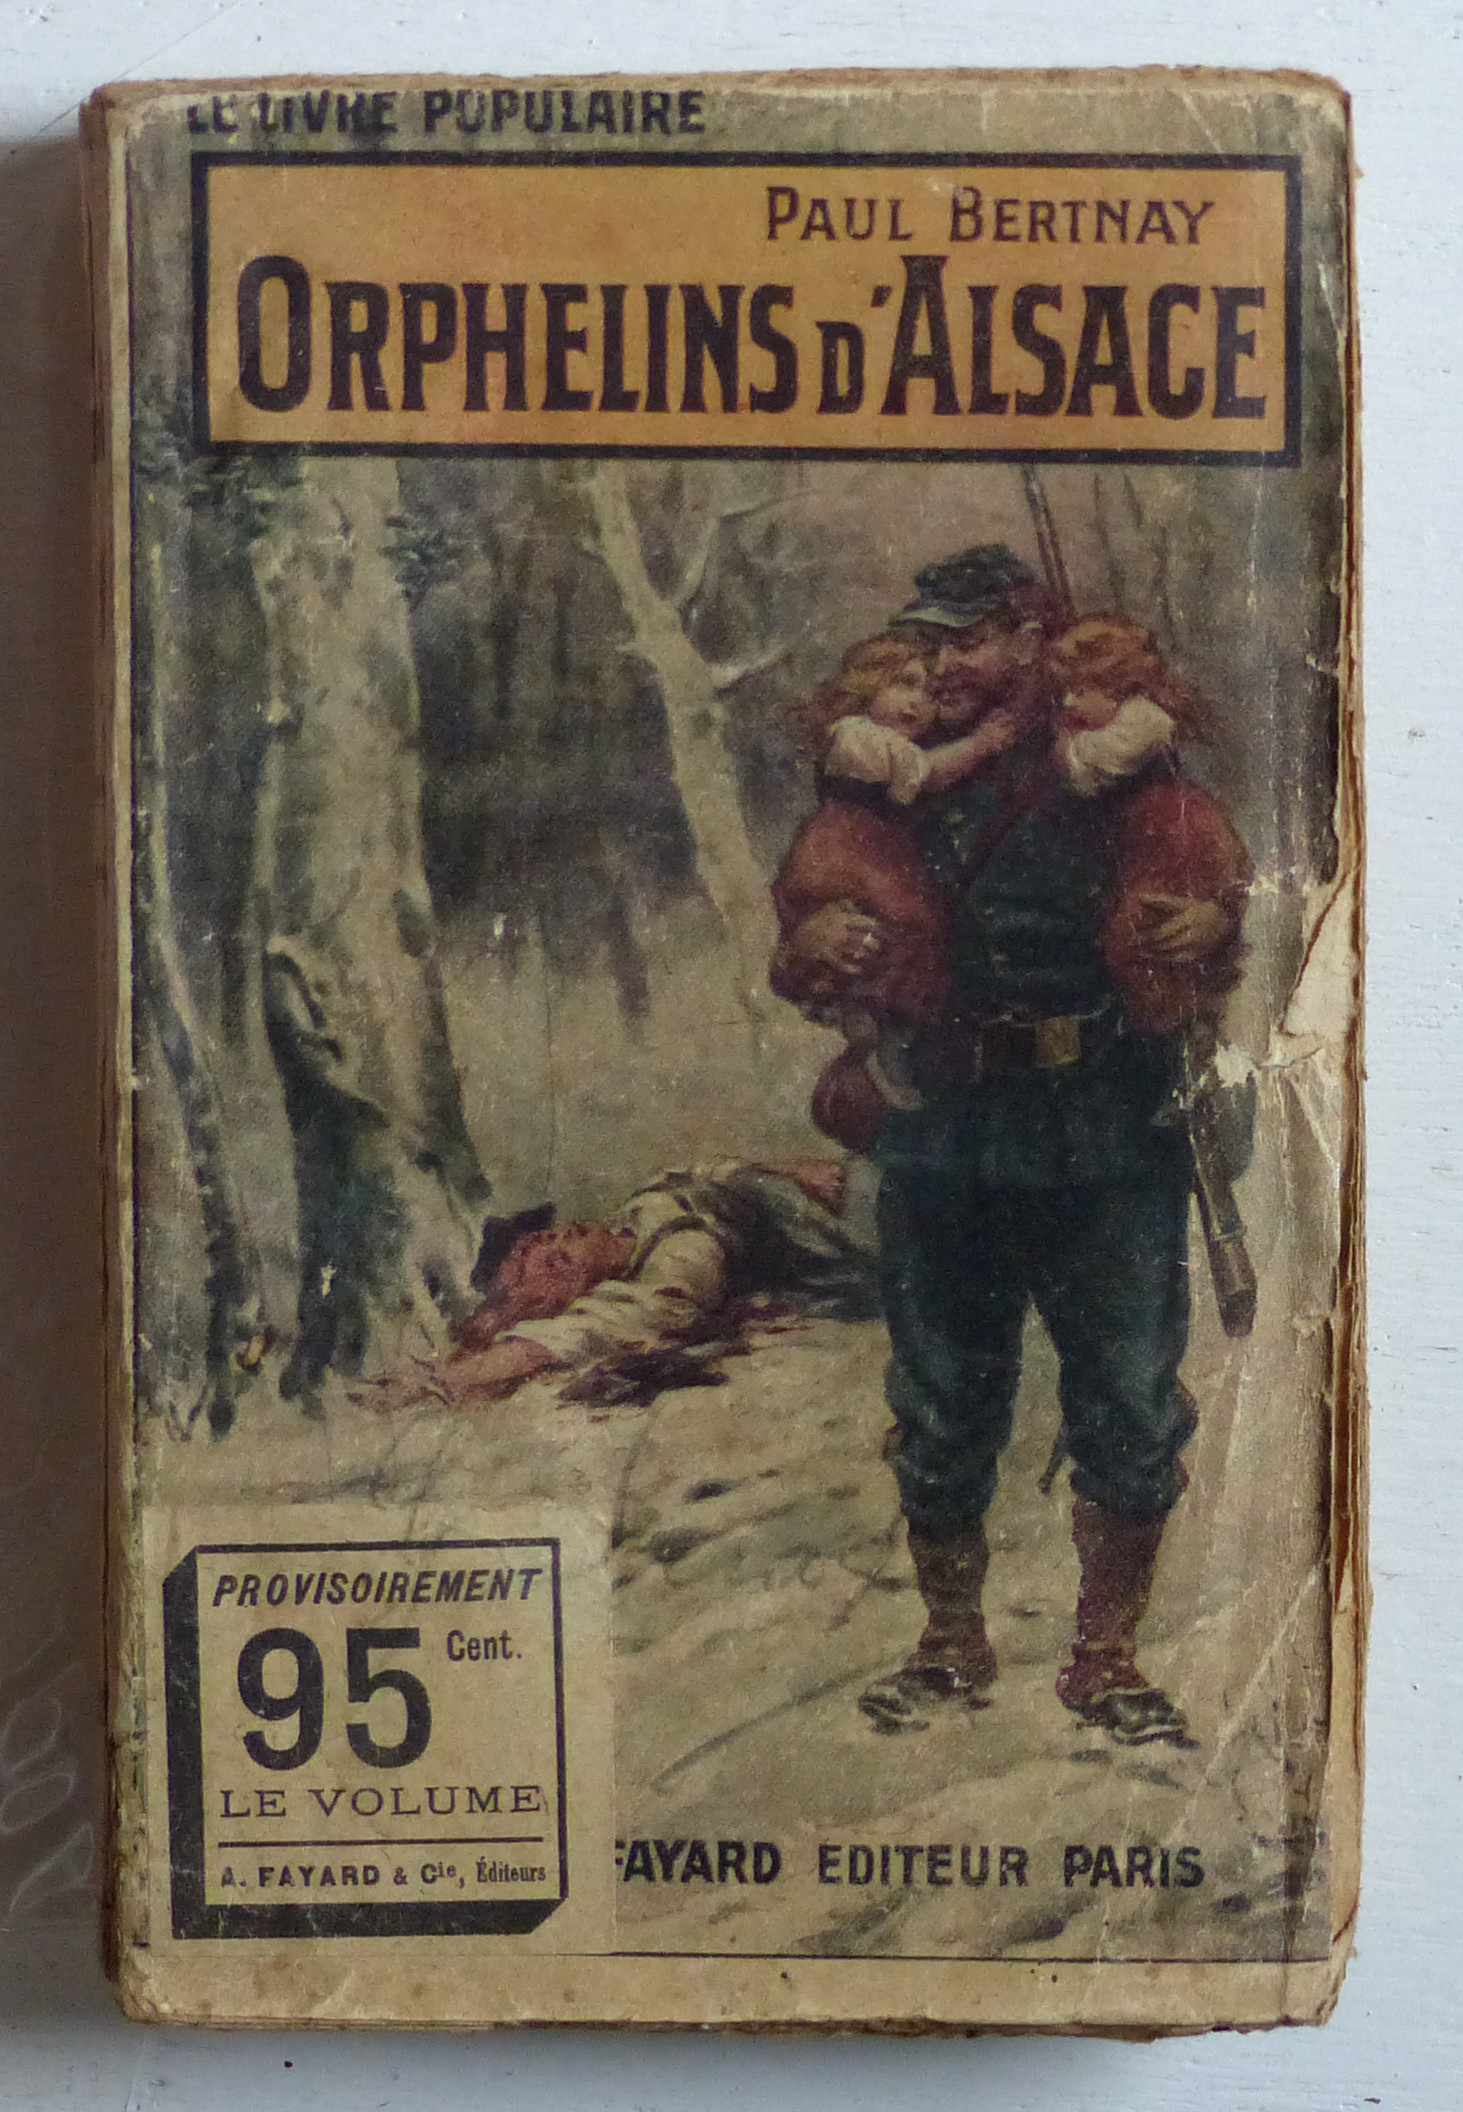 LE LIVRE POPULAIRE
PAUL BERTNAY
ORPHELINS D'ALSACE
PROVISOIREMENT
95 Cent.
LE VOLUME
A. FAYARD & Cie, Éditeurs
FAYARD EDITEUR PARIS